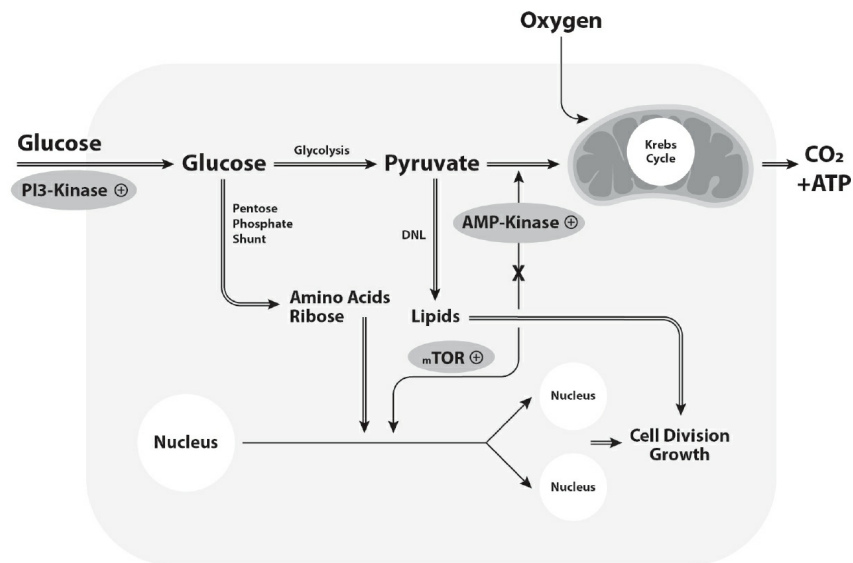 Oxygen
Glucose
PI3-Kinase ⊕
Glucose
Glycolysis
Pyruvate
Krebs
Cycle
CO₂
+ATP
Pentose
Phosphate
Shunt
DNL
AMP-Kinase ⊕
X
Amino Acids
Ribose
Lipids
mTOR ⊕
Nucleus
Nucleus
Nucleus
Cell Division
Growth